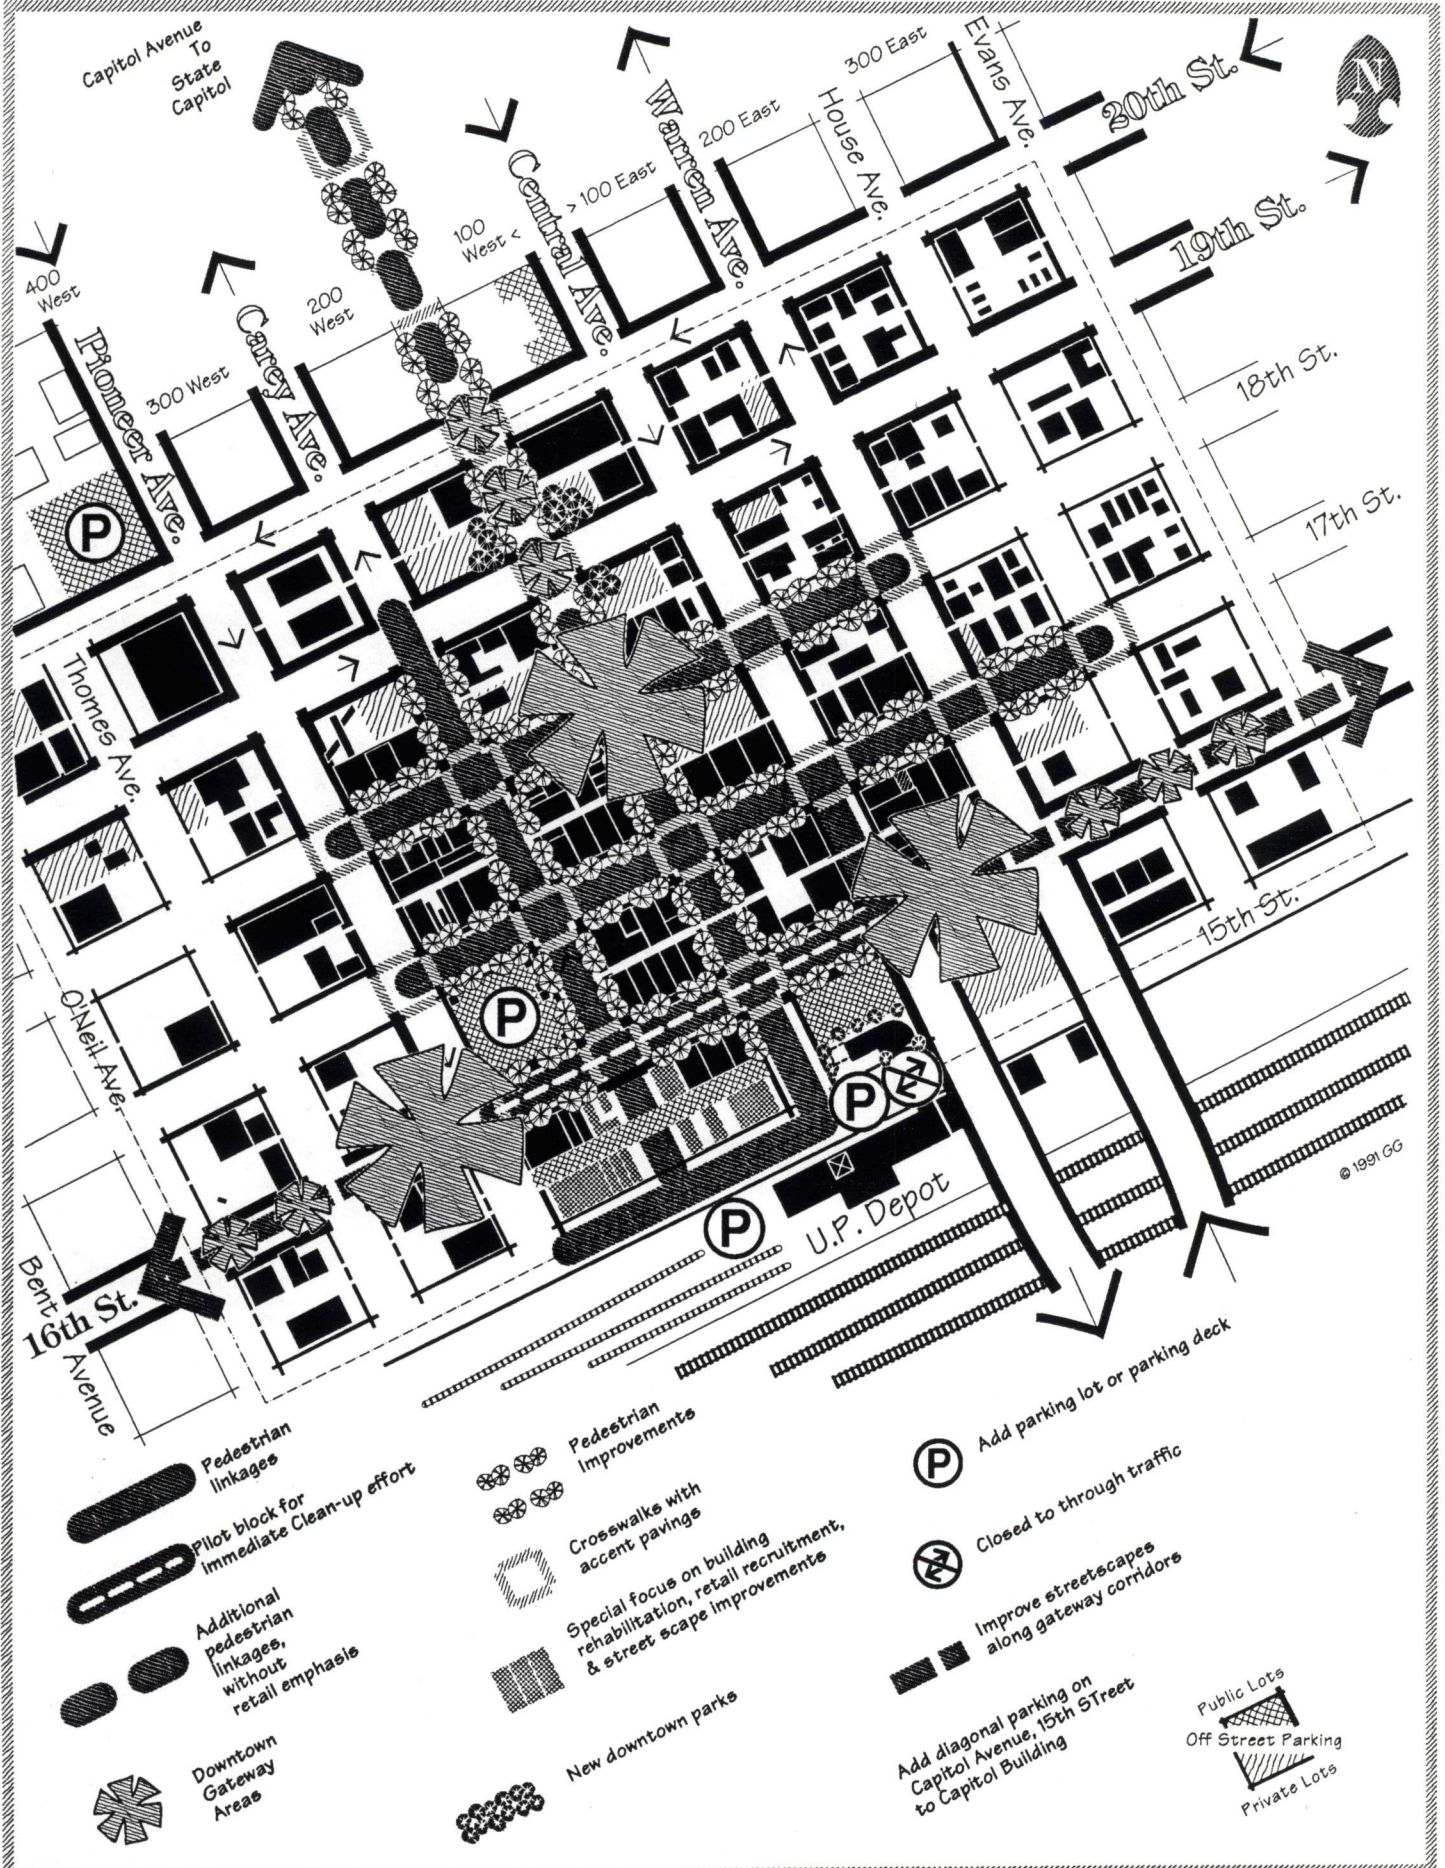 Capitol Avenue
To
State
Capitol
N
400
West
Pioneer Ave.
300 West
Carey Ave.
200
West
100
West <
Central Ave.
> 100 East
Warren Ave.
200 East
House Ave.
300 East
Evans Ave.
20th St.
19th St.
18th St.
17th St.
15th St.
P
Thomes Ave.
O'Neil Ave.
Bent
Avenue
16th St.
P
P
P
U.P. Depot
© 1991 GG
Pedestrian
linkages
Pilot block for
immediate Clean-up effort
Additional
pedestrian
linkages,
without
retail emphasis
Downtown
Gateway
Areas
Pedestrian
Improvements
Crosswalks with
accent pavings
Special focus on building
rehabilitation, retail recruitment,
& street scape improvements
New downtown parks
P
Add parking lot or parking deck
Closed to through traffic
Improve streetscapes
along gateway corridors
Add diagonal parking on
Capitol Avenue, 15th STreet
to Capitol Building
Public Lots
Off Street Parking
Private Lots